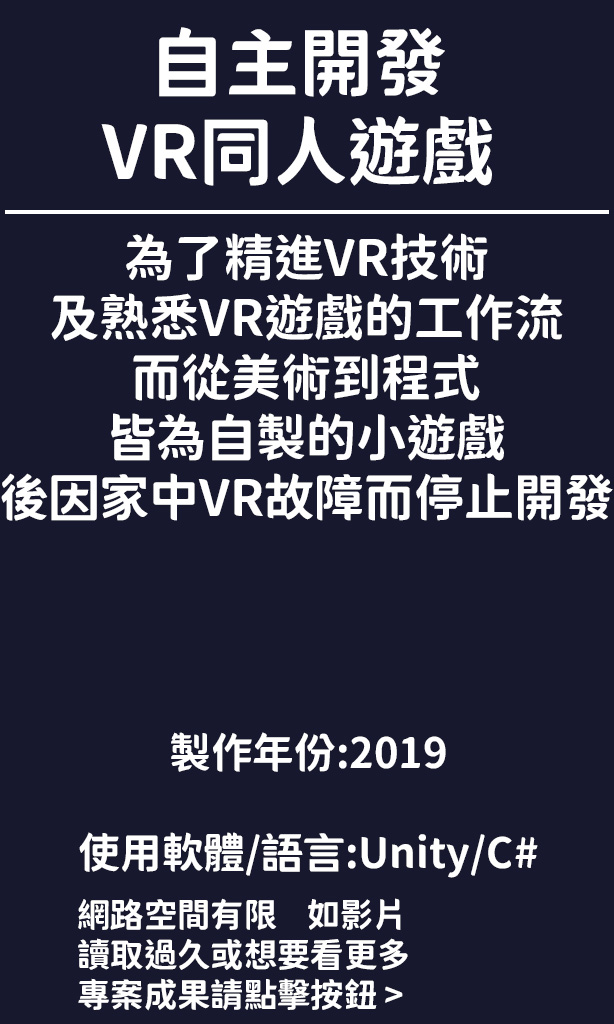 自主開發
VR同人遊戲
為了精進VR技術
及熟悉VR遊戲的工作流
而從美術到程式
皆為自製的小遊戲
後因家中VR故障而停止開發
製作年份:2019
使用軟體/語言:Unity/C#
網路空間有限　如影片
讀取過久或想要看更多
專案成果請點擊按鈕 >